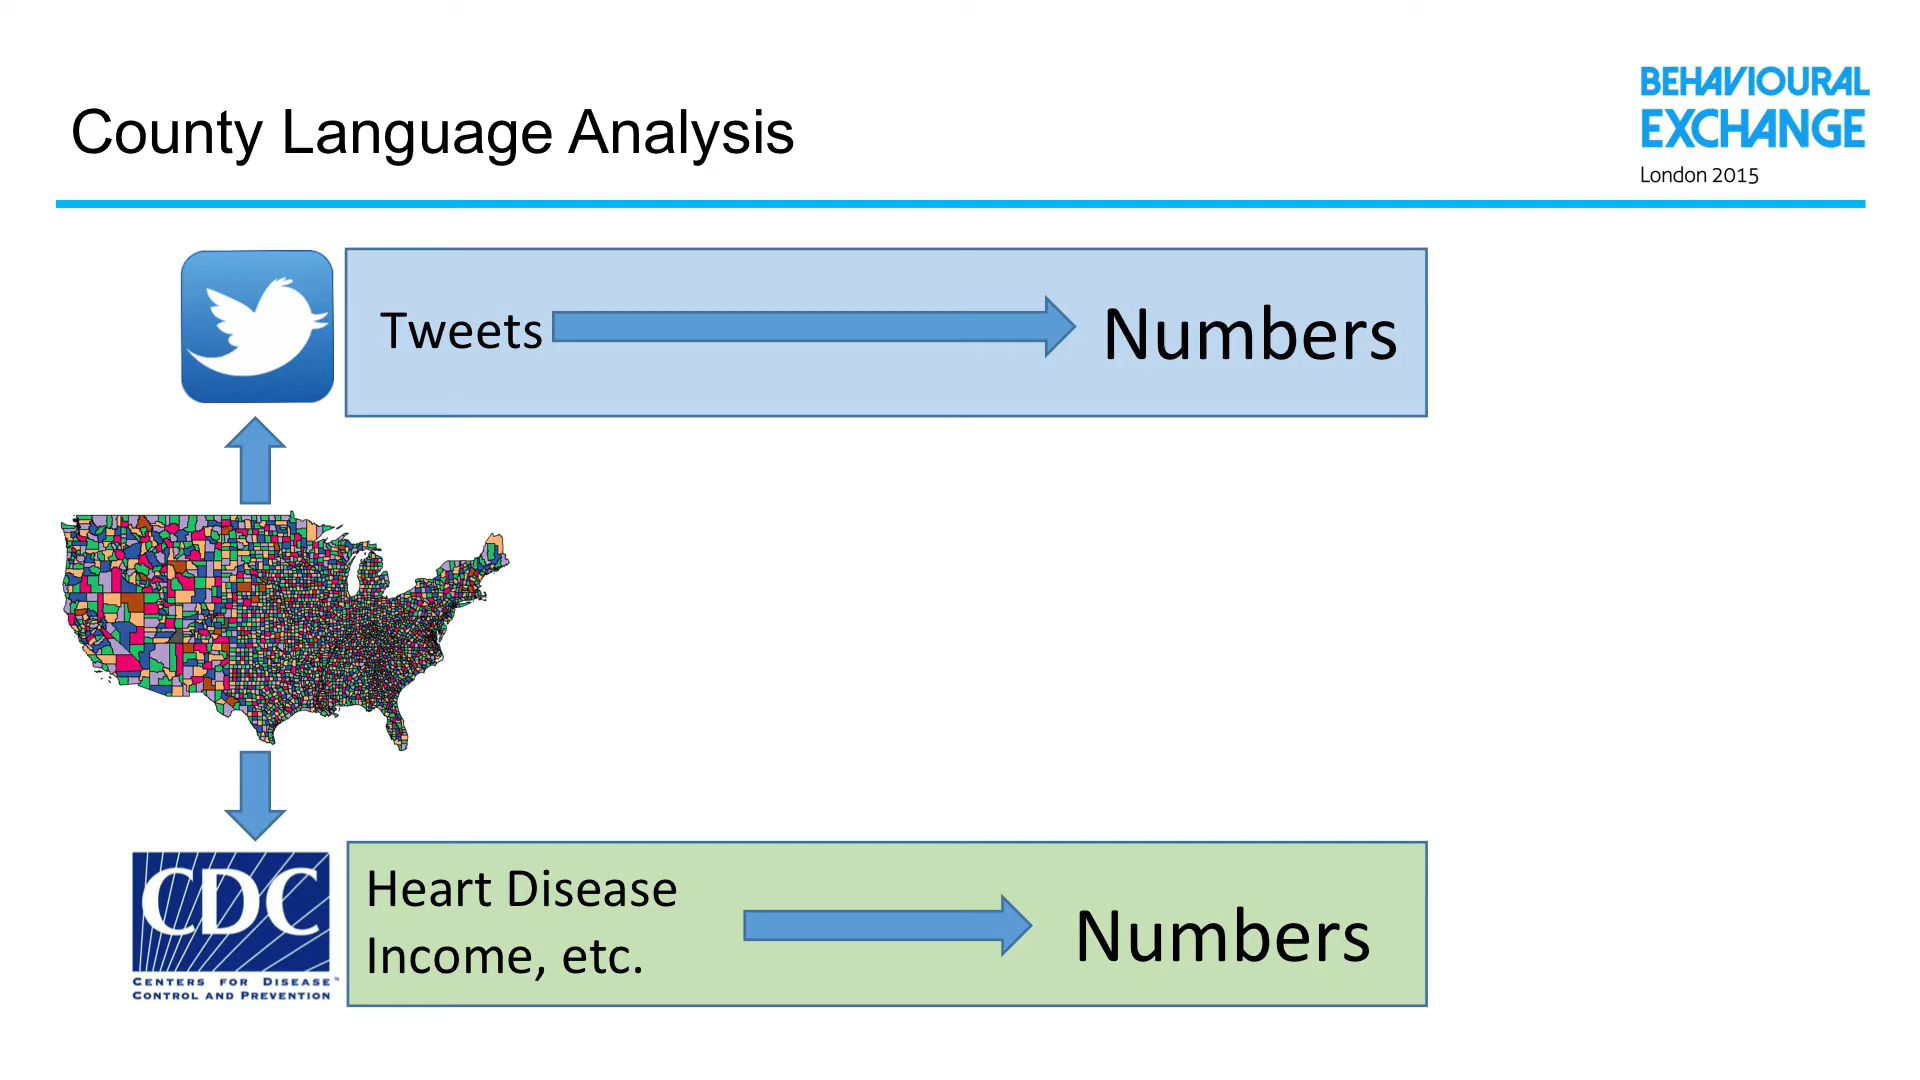 County Language Analysis
BEHAVIOURAL
EXCHANGE
London 2015
Tweets
Numbers
CDC
CENTERS FOR DISEASE™
CONTROL AND PREVENTION
Heart Disease
Income, etc.
Numbers